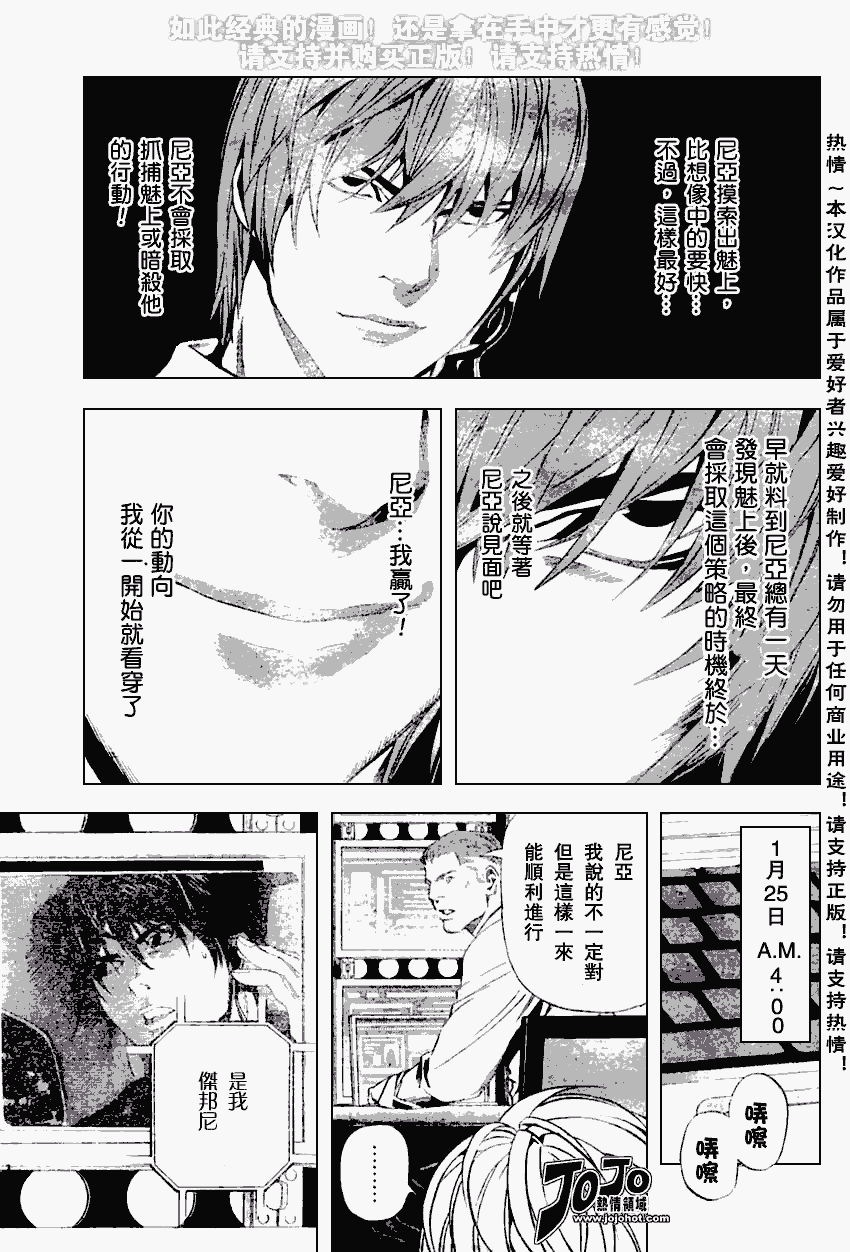 如此经典的漫画！还是拿在手中才更有感觉！
请支持并购买正版！请支持热情！
尼亞摸索出魅上，
比想像中的要快…
不過，這樣最好…
尼亞不會採取
抓捕魅上或暗殺他
的行動！
早就料到尼亞總有一天
發現魅上後，最終
會採取這個策略的時機終於…
之後就等著
尼亞說見面吧
尼亞…我贏了！
你的動向
我從一開始就看穿了
1月25日 A.M. 4:00
哢嚓
哢嚓
尼亞
我說的不一定對
但是這樣一來
能順利進行
……
是我
傑邦尼
热情～本汉化作品属于爱好者兴趣爱好制作！请勿用于任何商业用途！请支持正版！请支持热情！
JOJO
熱情領域
www.jojohot.com